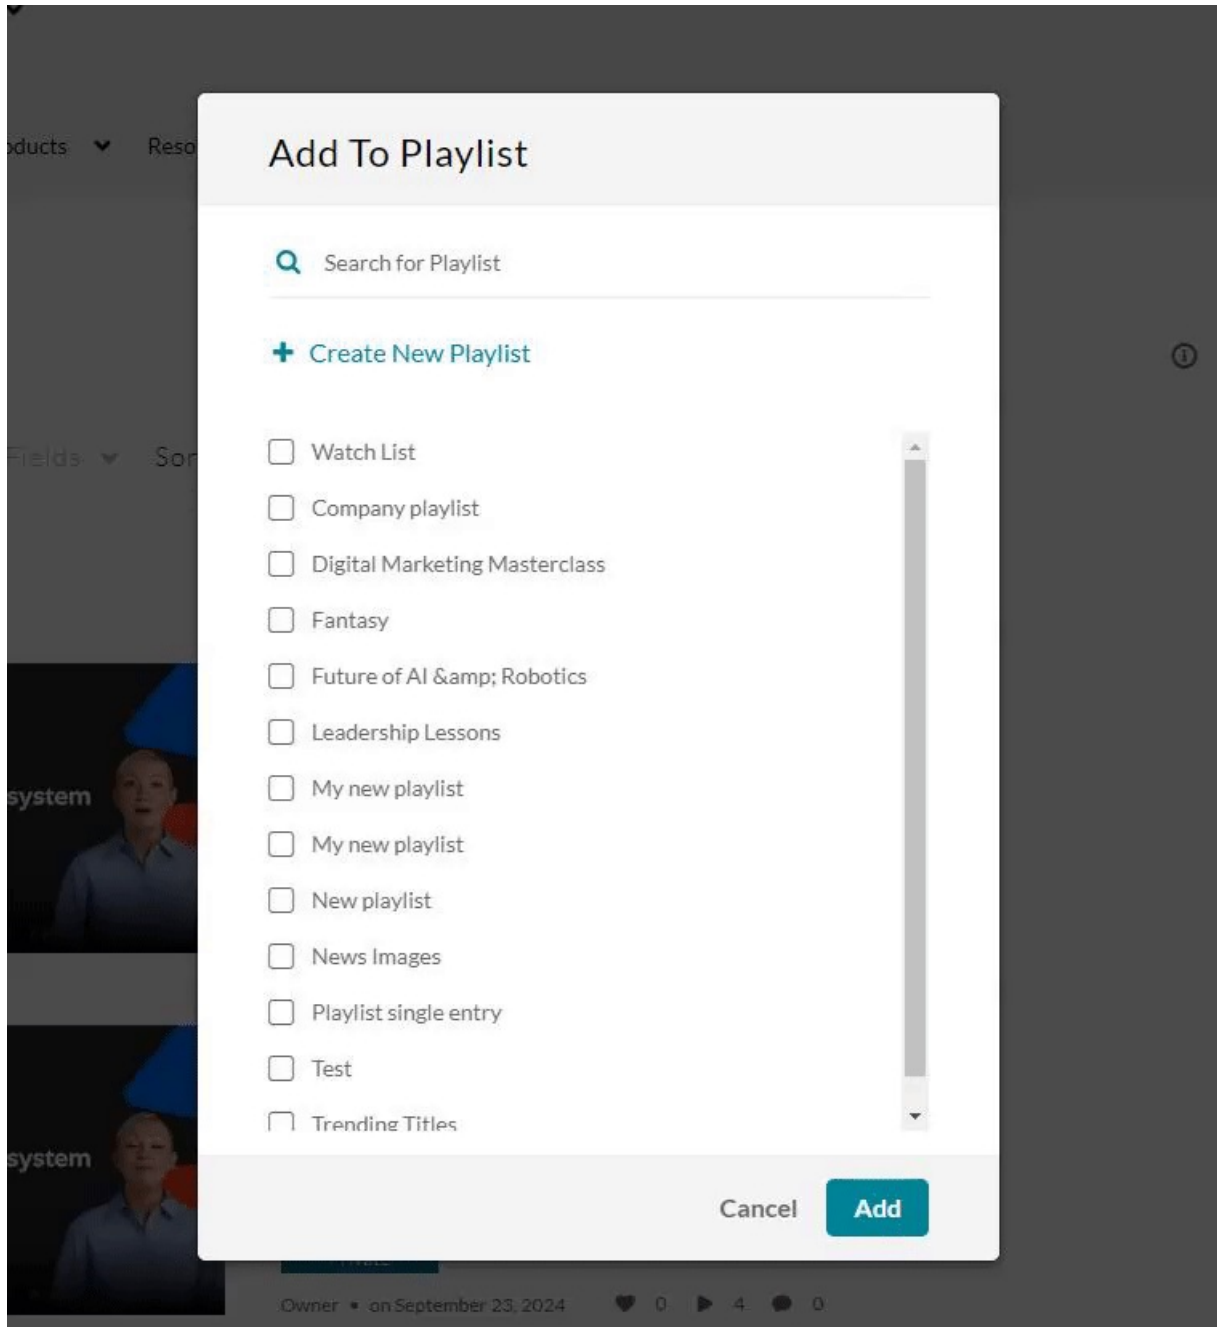 Reso
Add To Playlist
Search for Playlist
Create New Playlist
Fields Sor
Watch List
Company playlist
Digital Marketing Masterclass
Fantasy
Future of AI &amp; Robotics
Leadership Lessons
My new playlist
system
My new playlist
New playlist
News Images
Playlist single entry
Test
Trending Titles
system
Cancel Add
Private
Owner • on September 23, 2024 0 4 0